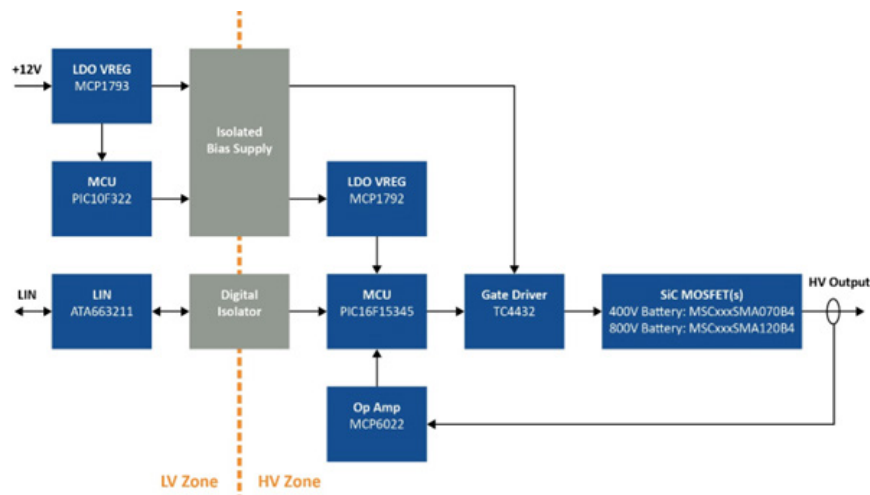 +12V
LDO VREG
MCP1793
Isolated
Bias Supply
MCU
PIC10F322
LDO VREG
MCP1792
LIN
LIN
ATA663211
Digital
Isolator
MCU
PIC16F15345
Gate Driver
TC4432
SiC MOSFET(s)
400V Battery: MSCxxxSMA070B4
800V Battery: MSCxxxSMA120B4
HV Output
Op Amp
MCP6022
LV Zone
HV Zone